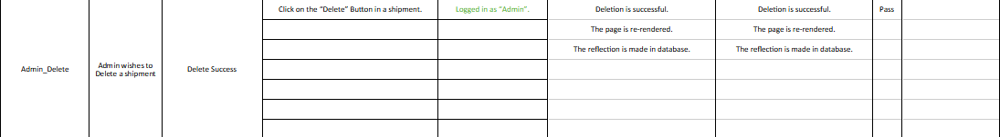 Click on the “Delete” Button in a shipment. Logged in as “Admin”. Deletion is successful. Deletion is successful. Pass
The page is re-rendered. The page is re-rendered.
The reflection is made in database. The reflection is made in database.
Admin_Delete
Admin wishes to
Delete a shipment
Delete Success